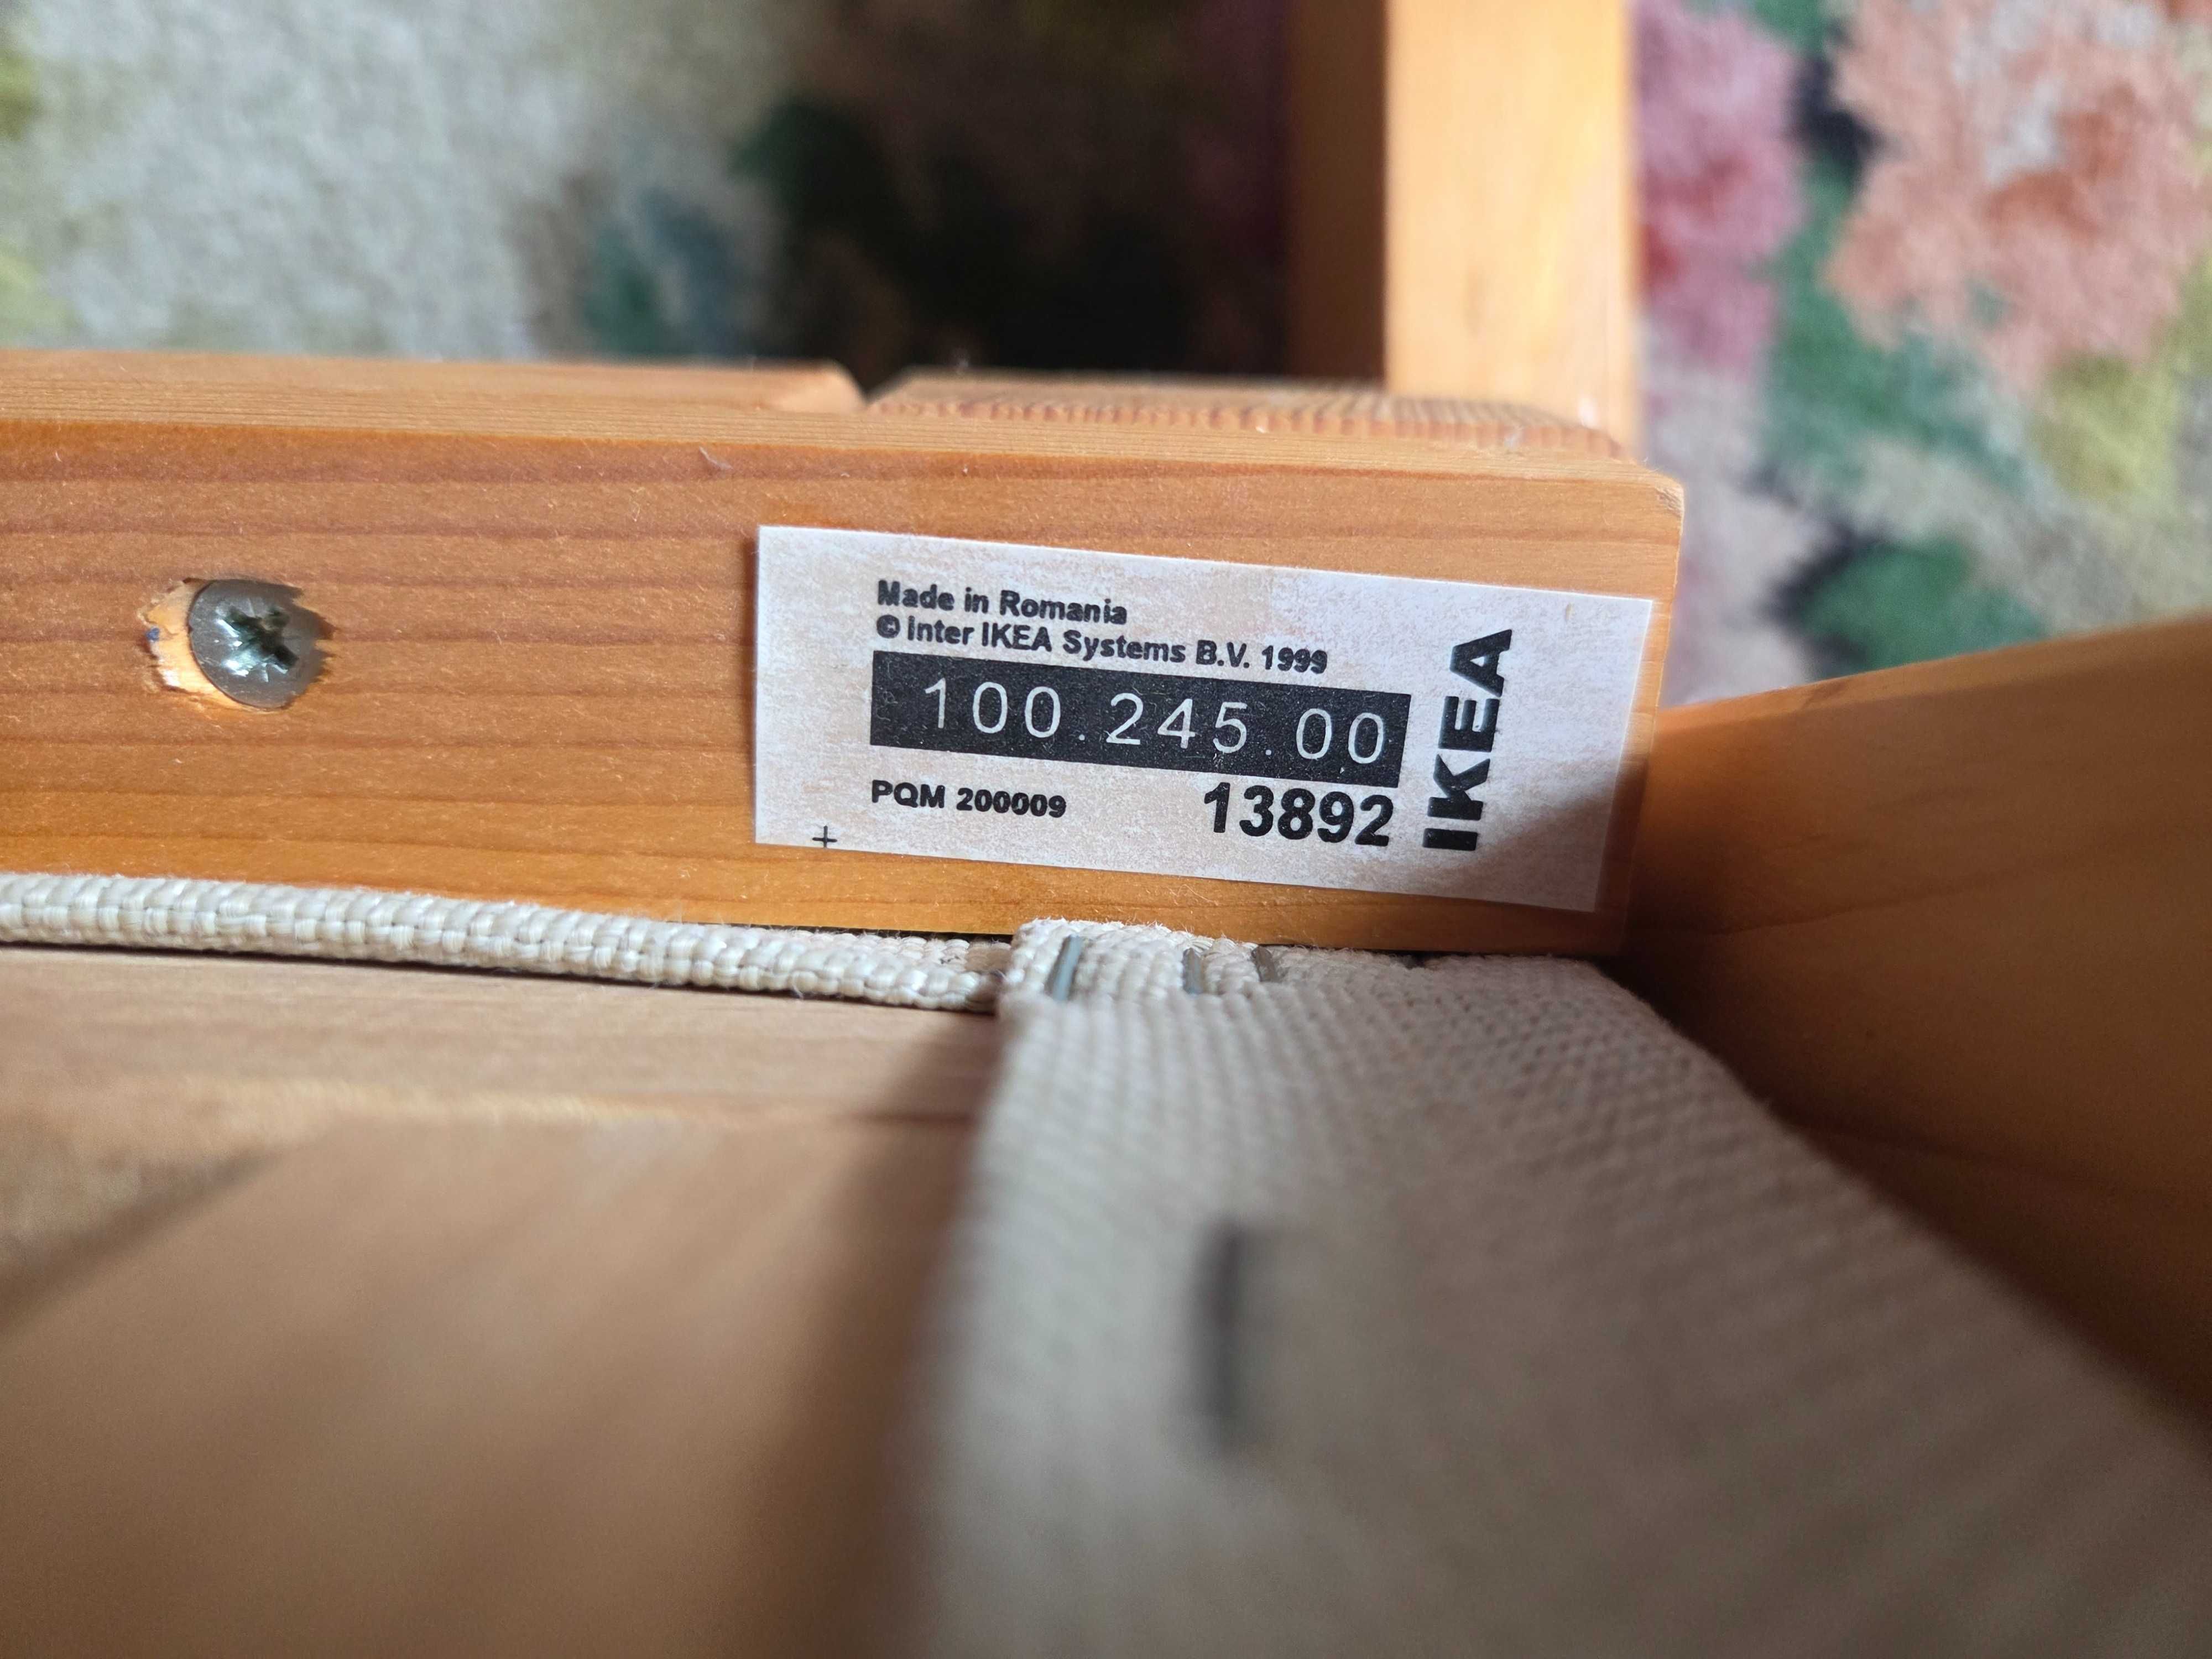 Made in Romania
© Inter IKEA Systems B.V. 1999
100.245.00
PQM 200009
13892
IKEA